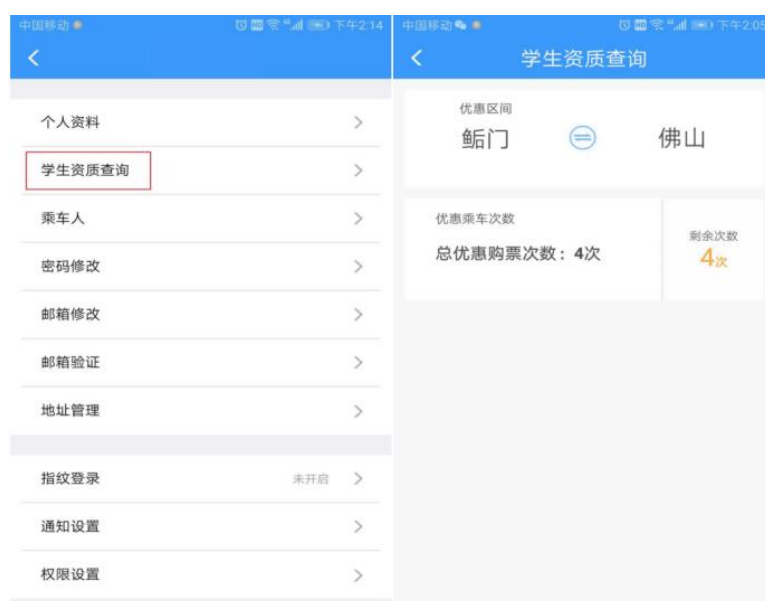 中国移动 HD 下午2:14
个人资料
学生资质查询
乘车人
密码修改
邮箱修改
邮箱验证
地址管理
指纹登录 未开启
通知设置
权限设置
中国移动 HD 下午2:05
学生资质查询
优惠区间
鲘门 佛山
优惠乘车次数
总优惠购票次数：4次
剩余次数
4次